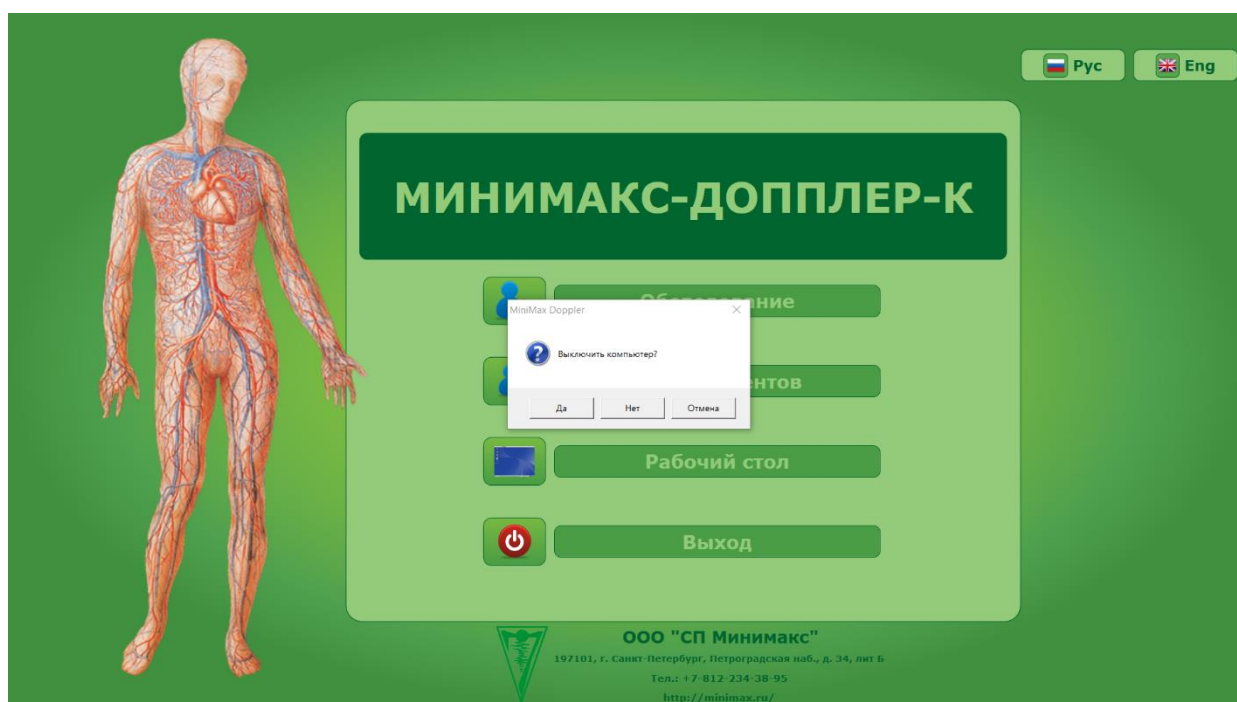 Рус
Eng
МИНИМАКС-ДОППЛЕР-К
MiniMax Doppler
Выключить компьютер?
Да
Нет
Отмена
Рабочий стол
Выход
ООО "СП Минимакс"
197101, г. Санкт-Петербург, Петроградская наб., д. 34, лит Б
Тел.: +7-812-234-38-95
http://minimax.ru/